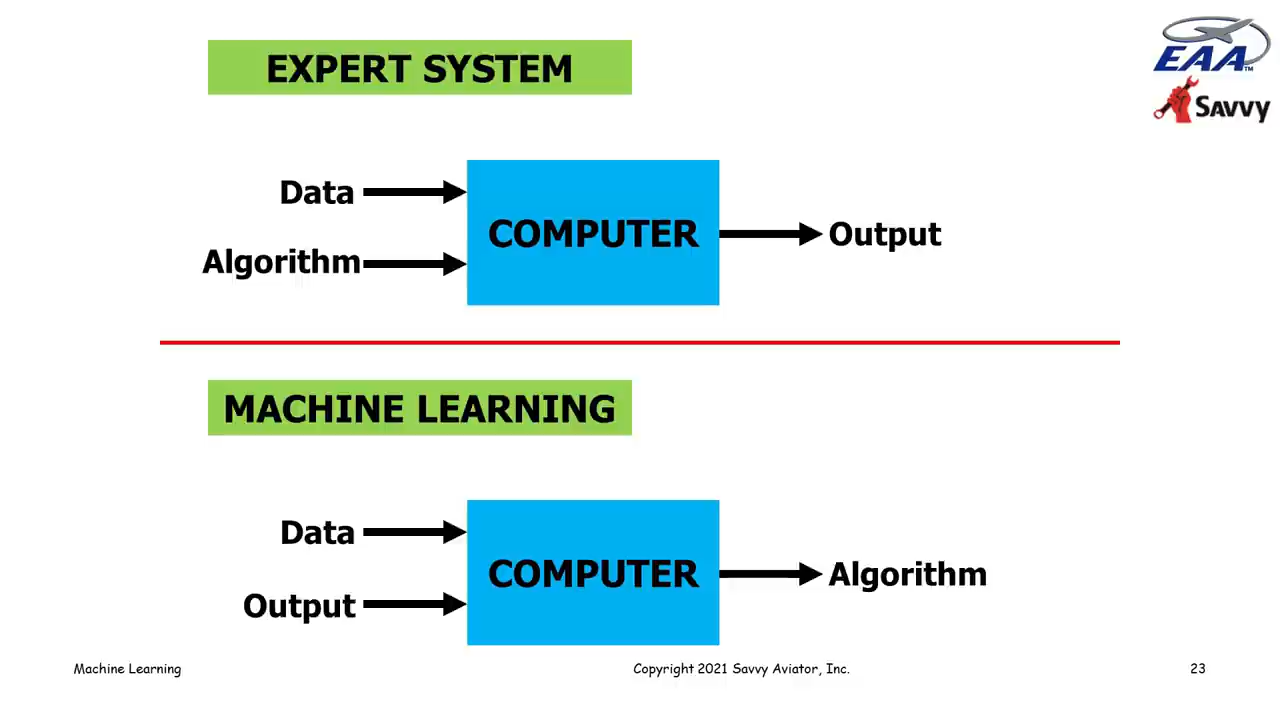 EXPERT SYSTEM
EAA™
SAVVY
Data
Algorithm
COMPUTER
Output
MACHINE LEARNING
Data
Output
COMPUTER
Algorithm
Machine Learning
Copyright 2021 Savvy Aviator, Inc.
23